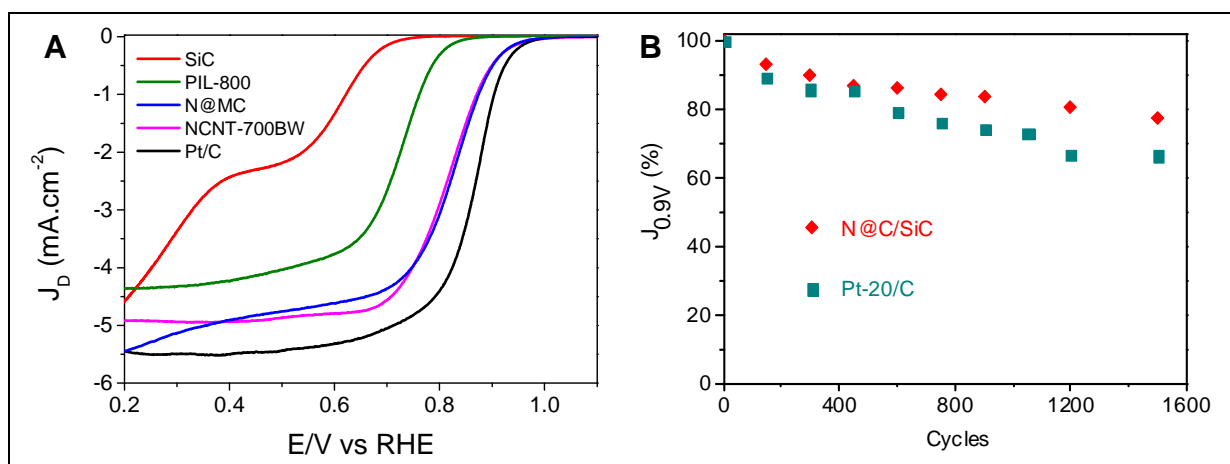 A
SiC
PIL-800
N@MC
NCNT-700BW
Pt/C
0
-1
-2
-3
-4
-5
-6
J_D (mA.cm^-2)
0.2 0.4 0.6 0.8 1.0
E/V vs RHE
B
100
80
60
40
20
0
J_0.9V (%)
N@C/SiC
Pt-20/C
0 400 800 1200 1600
Cycles